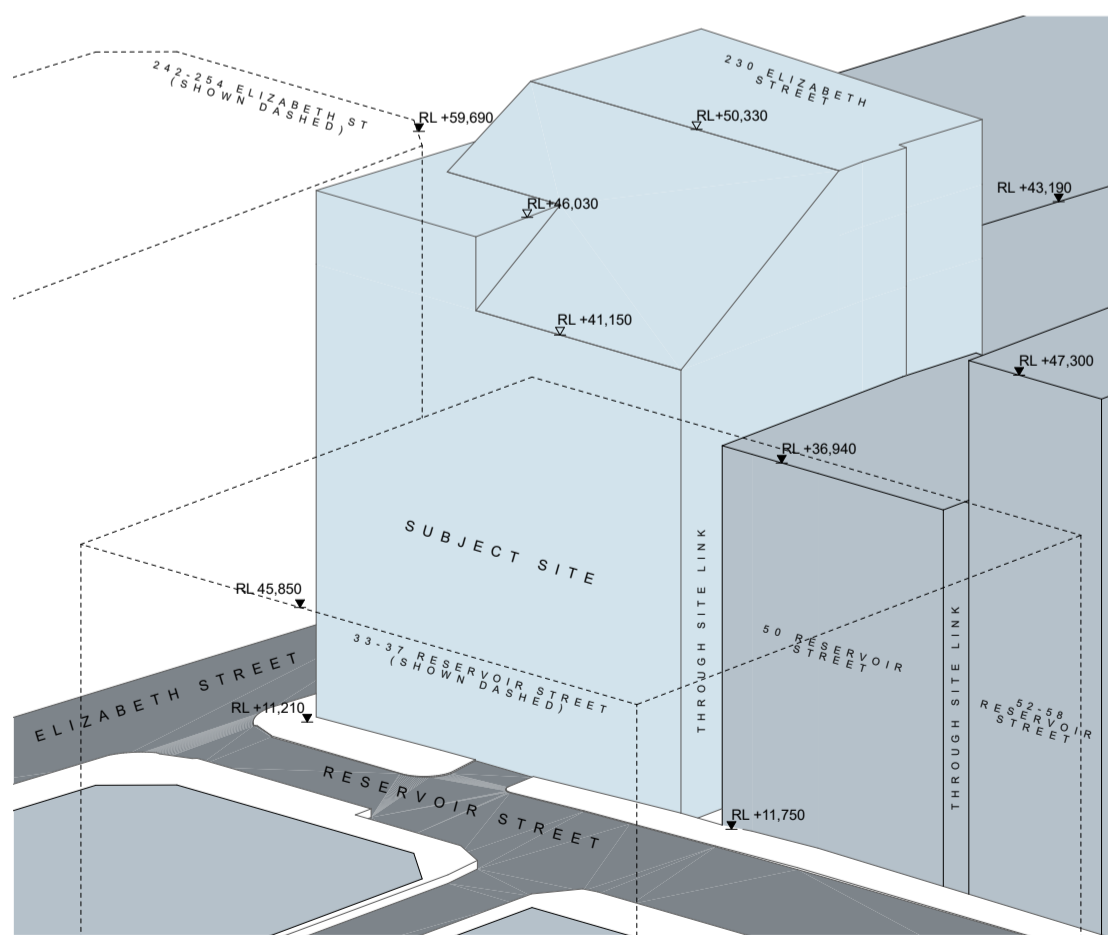 242-254 ELIZABETH ST
(SHOWN DASHED)
RL +59,690
230 ELIZABETH
STREET
RL+50,330
RL +43,190
RL+46,030
RL +41,150
RL +47,300
RL +36,940
SUBJECT SITE
THROUGH SITE LINK
RL 45,850
33-37 RESERVOIR STREET
(SHOWN DASHED)
50 RESERVOIR
STREET
THROUGH SITE LINK
52-58
RESERVOIR
STREET
ELIZABETH STREET
RL +11,210
RESERVOIR STREET
RL +11,750